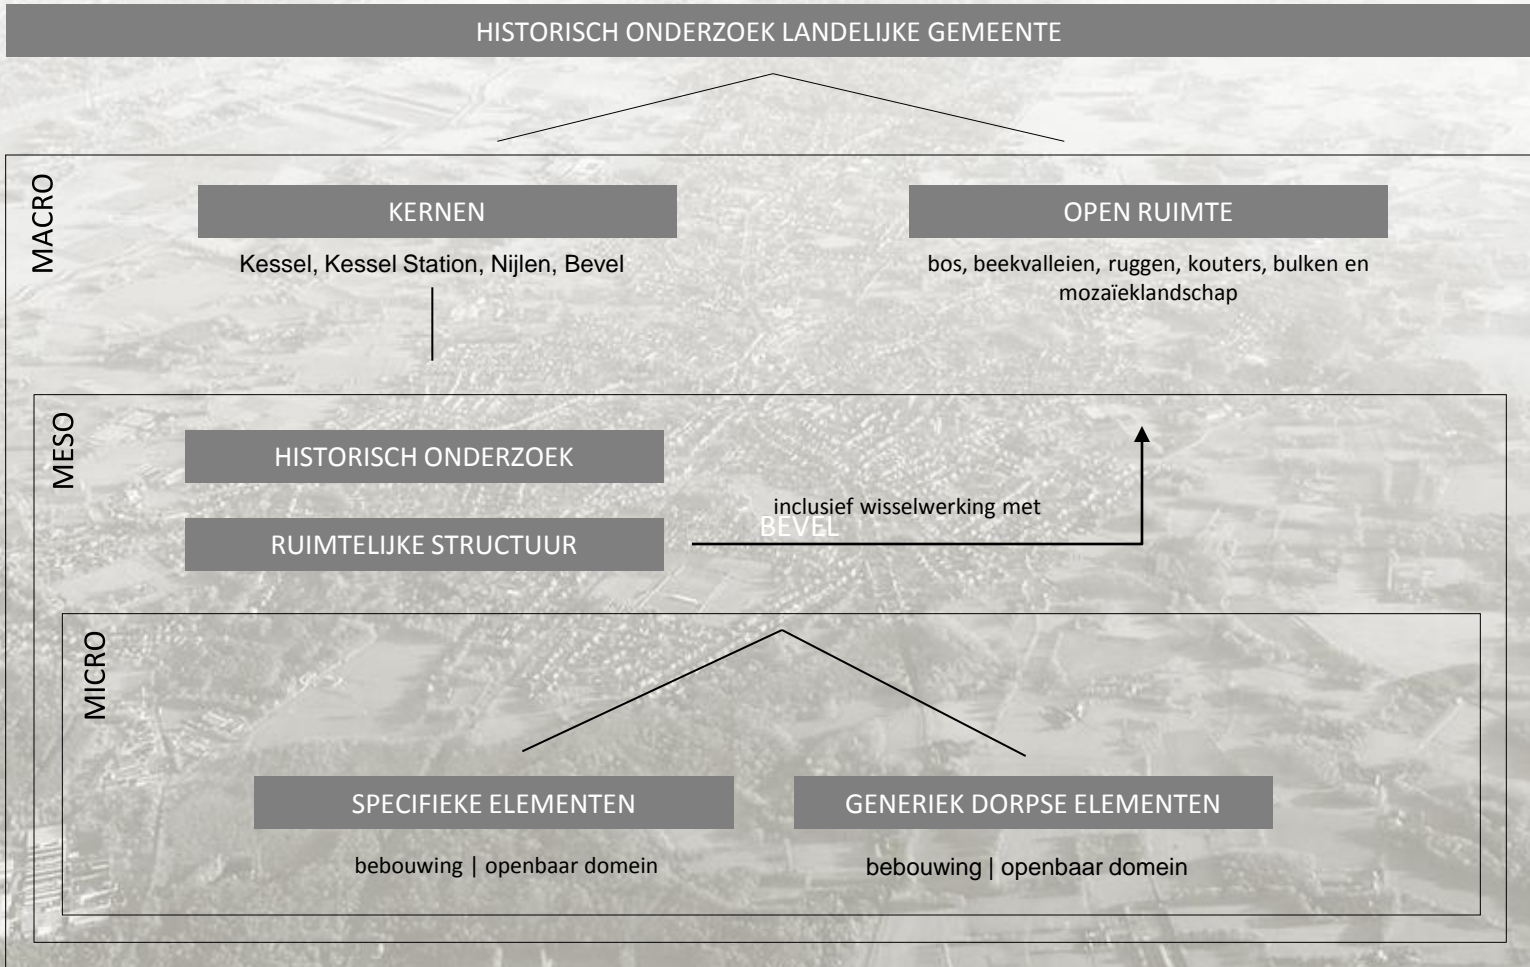 HISTORISCH ONDERZOEK LANDELIJKE GEMEENTE
MACRO
KERNEN
Kessel, Kessel Station, Nijlen, Bevel
OPEN RUIMTE
bos, beekvalleien, ruggen, kouters, bulken en
mozaïeklandschap
MESO
HISTORISCH ONDERZOEK
RUIMTELIJKE STRUCTUUR
inclusief wisselwerking met
BEVEL
MICRO
SPECIFIEKE ELEMENTEN
bebouwing | openbaar domein
GENERIEK DORPSE ELEMENTEN
bebouwing | openbaar domein